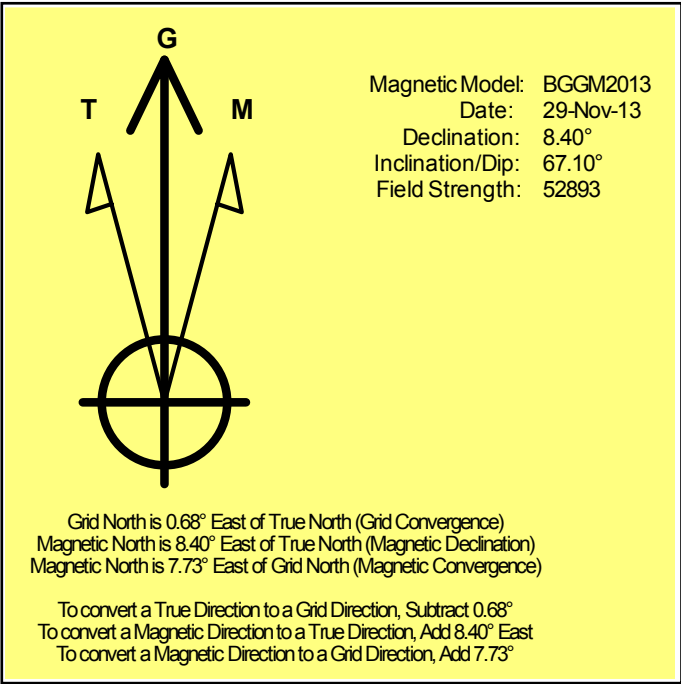 G
T M
Magnetic Model: BGGM2013
Date: 29-Nov-13
Declination: 8.40°
Inclination/Dip: 67.10°
Field Strength: 52893
Grid North is 0.68° East of True North (Grid Convergence)
Magnetic North is 8.40° East of True North (Magnetic Declination)
Magnetic North is 7.73° East of Grid North (Magnetic Convergence)
To convert a True Direction to a Grid Direction, Subtract 0.68°
To convert a Magnetic Direction to a True Direction, Add 8.40° East
To convert a Magnetic Direction to a Grid Direction, Add 7.73°